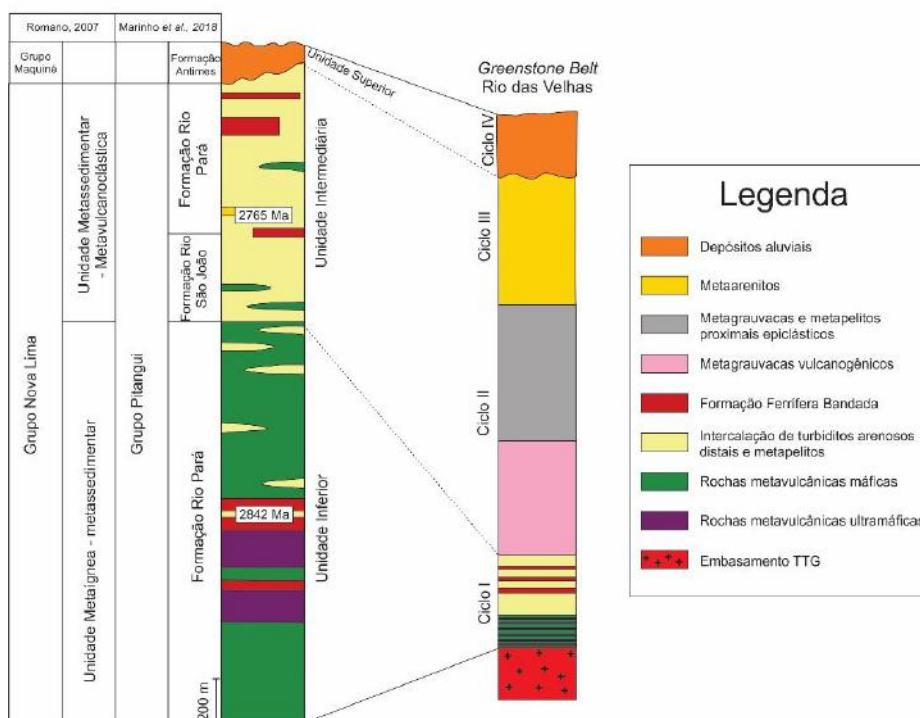 Romano, 2007
Marinho et al., 2018
Grupo
Maquiné
Formação
Antimes
Grupo Nova Lima
Unidade Metassedimentar
- Metavulcanoclástica
Unidade Metaígnea - metassedimentar
Grupo Pitangui
Formação Rio
Pará
Formação Rio
São João
Formação Rio Pará
2765 Ma
2842 Ma
200 m
Unidade Superior
Unidade Intermediária
Unidade Inferior
Greenstone Belt
Rio das Velhas
Ciclo IV
Ciclo III
Ciclo II
Ciclo I
Legenda
Depósitos aluviais
Metaarenitos
Metagrauvacas e metapelitos
proximais epiclásticos
Metagrauvacas vulcanogênicos
Formação Ferrífera Bandada
Intercalação de turbiditos arenosos
distais e metapelitos
Rochas metavulcânicas máficas
Rochas metavulcânicas ultramáficas
Embasamento TTG